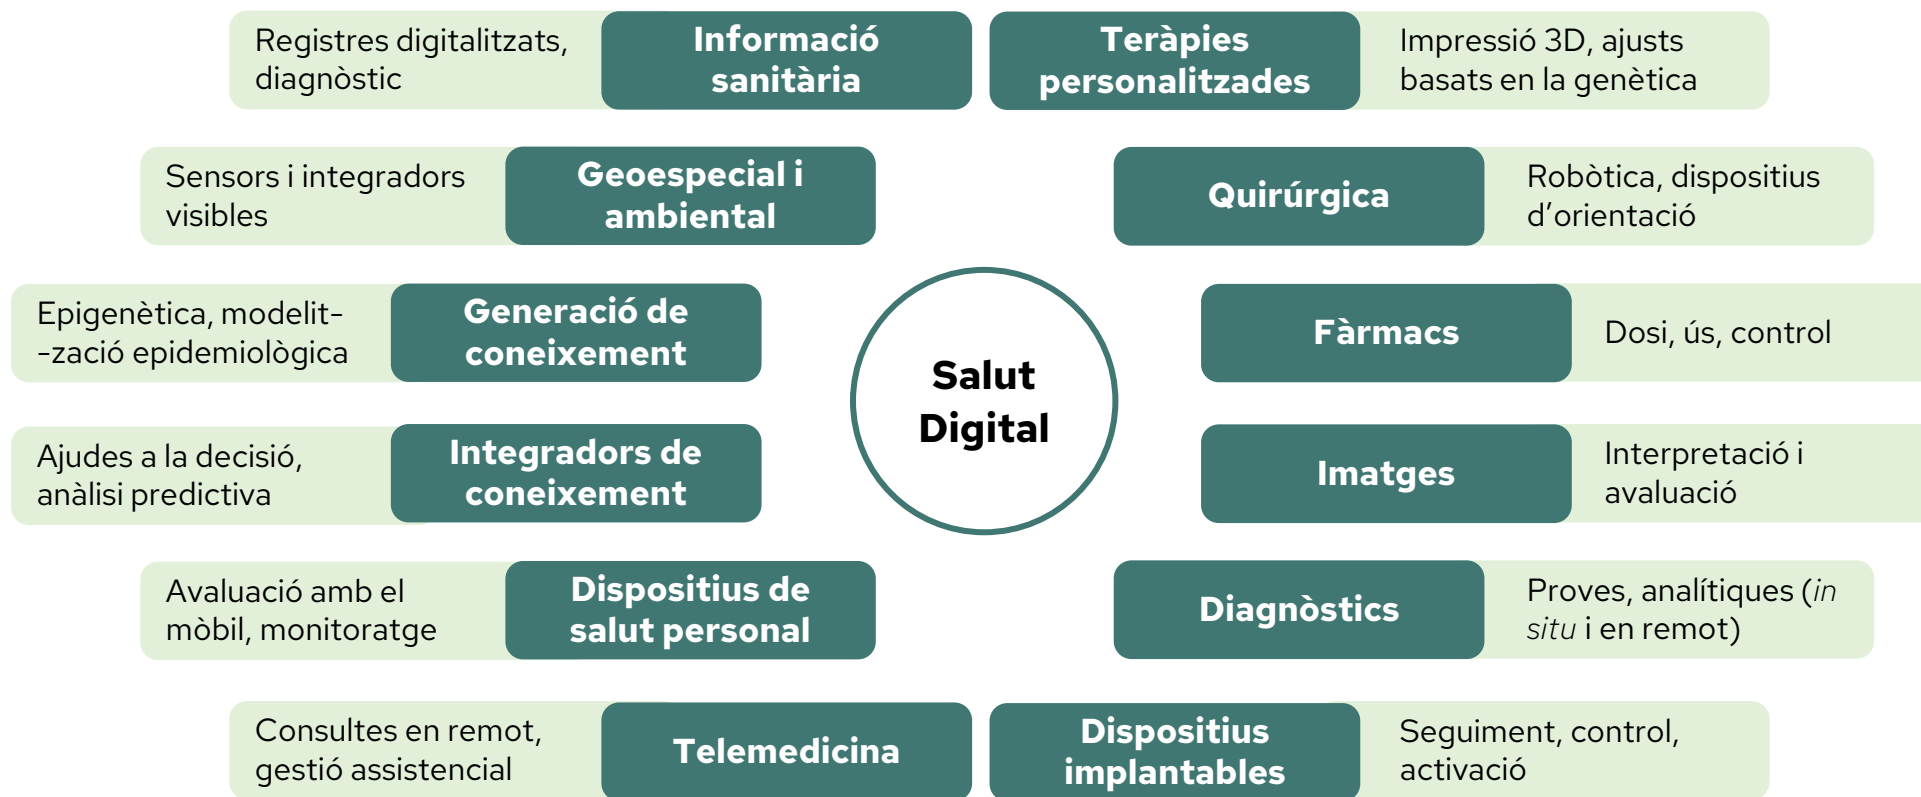 Registres digitalitzats,
diagnòstic
Informació
sanitària
Teràpies
personalitzades
Impressió 3D, ajusts
basats en la genètica
Sensors i integradors
visibles
Geoespecial i
ambiental
Quirúrgica
Robòtica, dispositius
d’orientació
Epigenètica, modelit-
-zació epidemiològica
Generació de
coneixement
Fàrmacs
Dosi, ús, control
Salut
Digital
Ajudes a la decisió,
anàlisi predictiva
Integradors de
coneixement
Imatges
Interpretació i
avaluació
Avaluació amb el
mòbil, monitoratge
Dispositius de
salut personal
Diagnòstics
Proves, analítiques (in
situ i en remot)
Consultes en remot,
gestió assistencial
Telemedicina
Dispositius
implantables
Seguiment, control,
activació